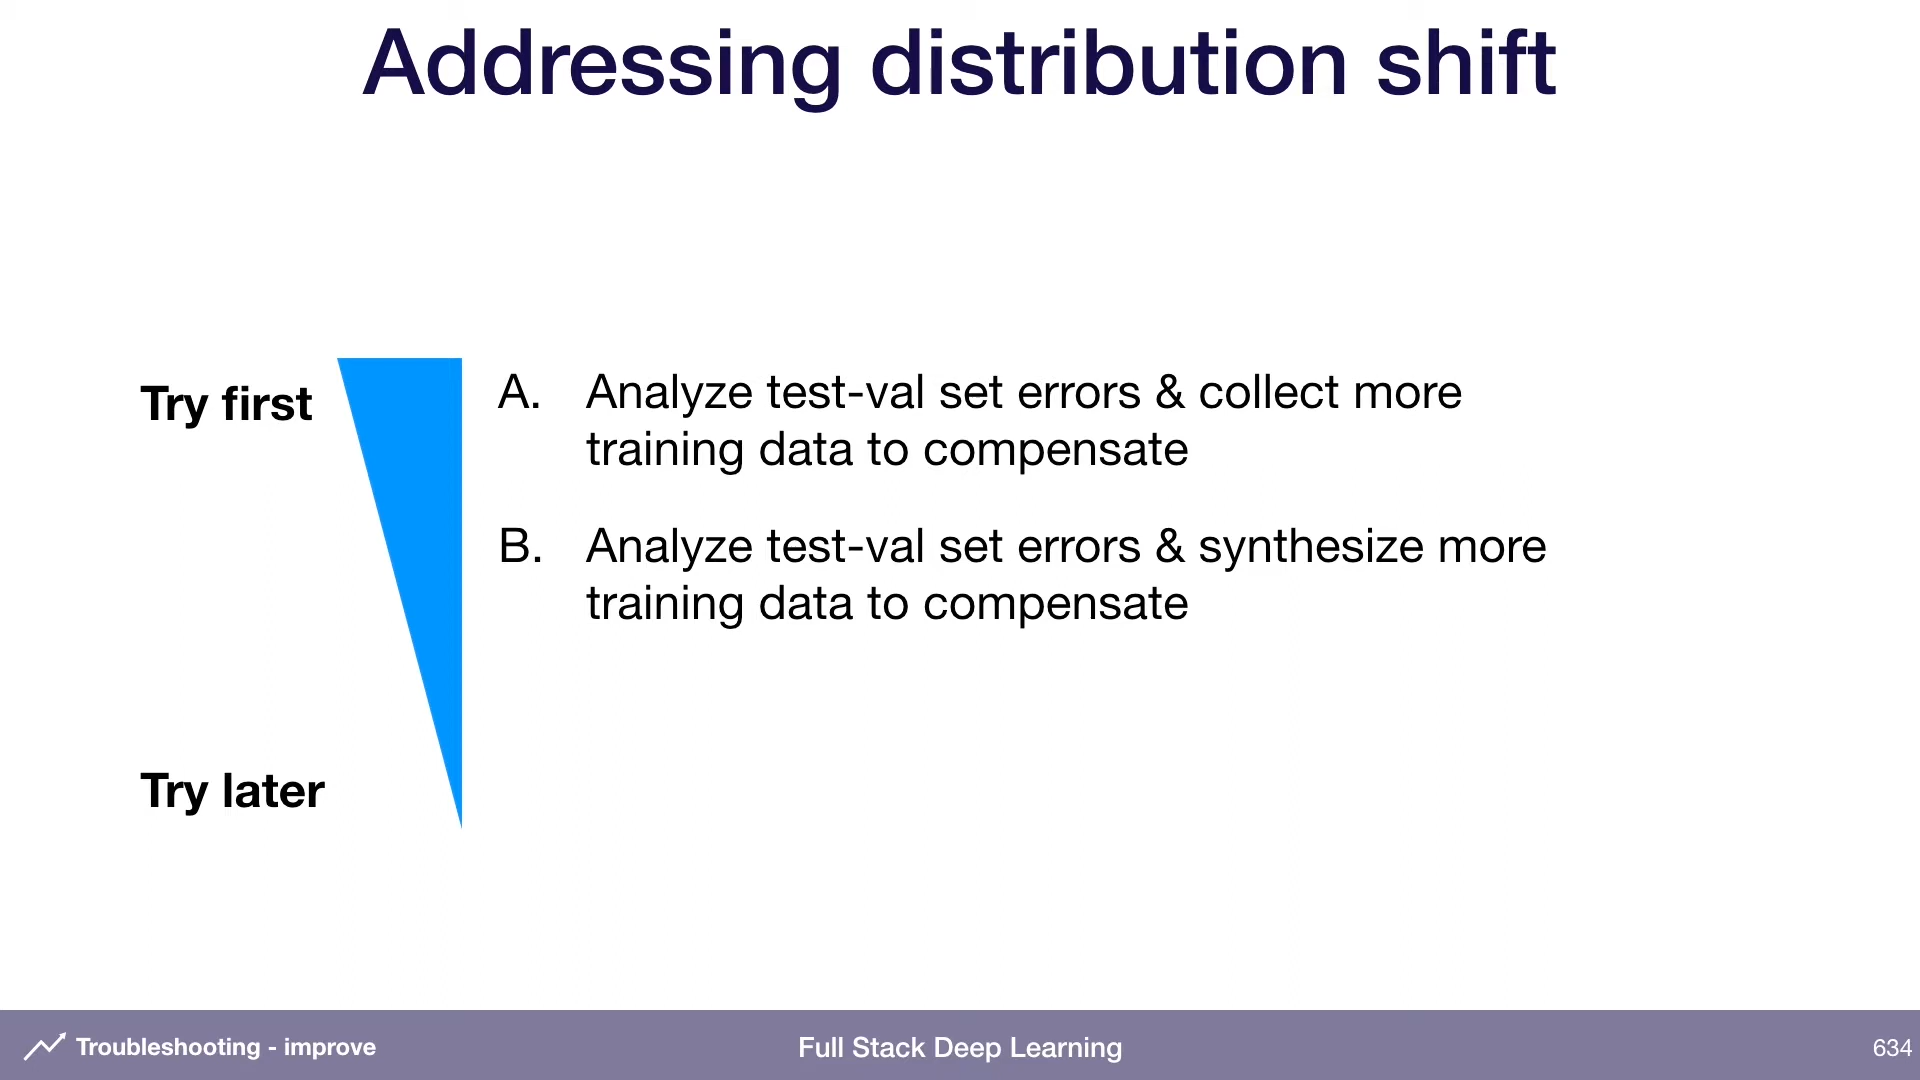 Addressing distribution shift
Try first
A. Analyze test-val set errors & collect more
training data to compensate
B. Analyze test-val set errors & synthesize more
training data to compensate
Try later
Troubleshooting - improve
Full Stack Deep Learning
634